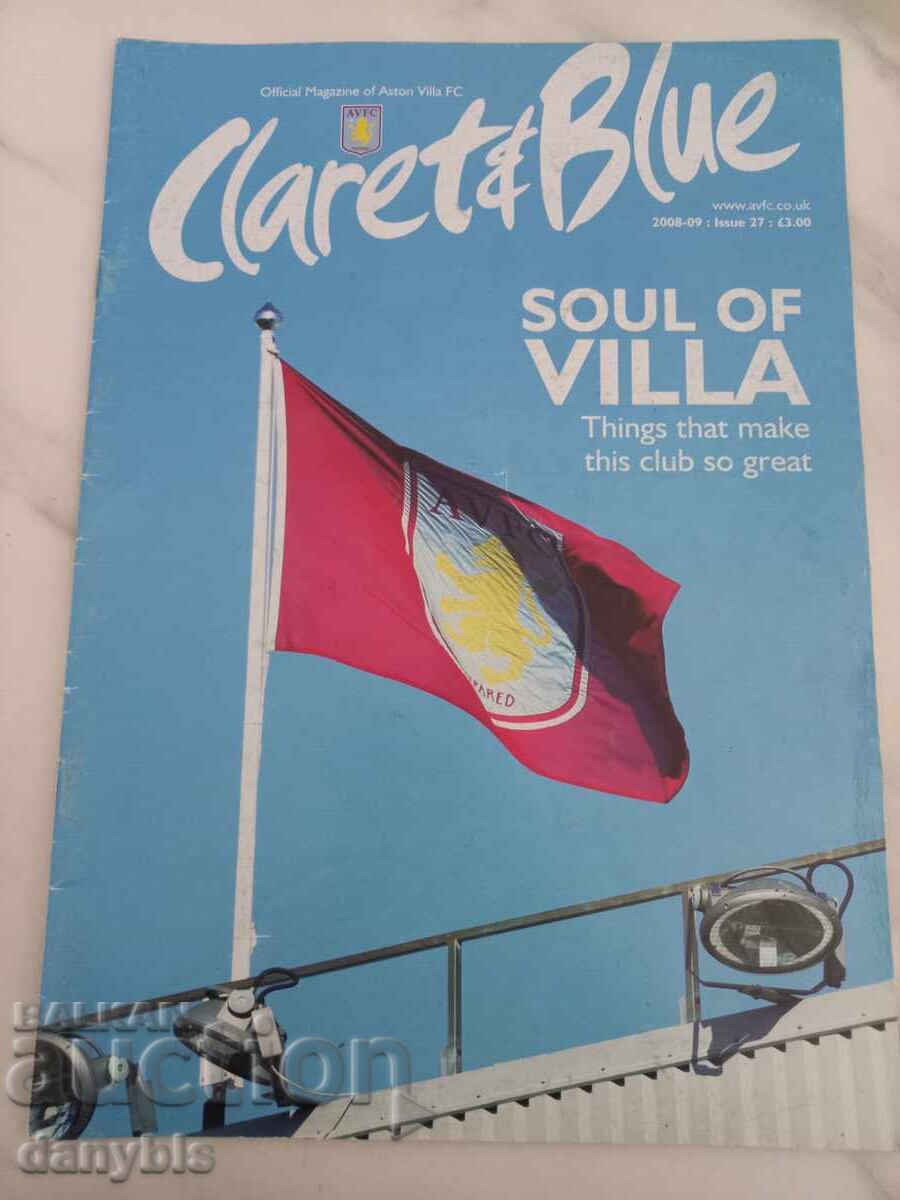 Official Magazine of Aston Villa FC
AVFC
Claret & Blue
www.avfc.co.uk
2008-09 : Issue 27 : £3.00
SOUL OF
VILLA
Things that make
this club so great
AVFC
BALKAN
auction
danybls